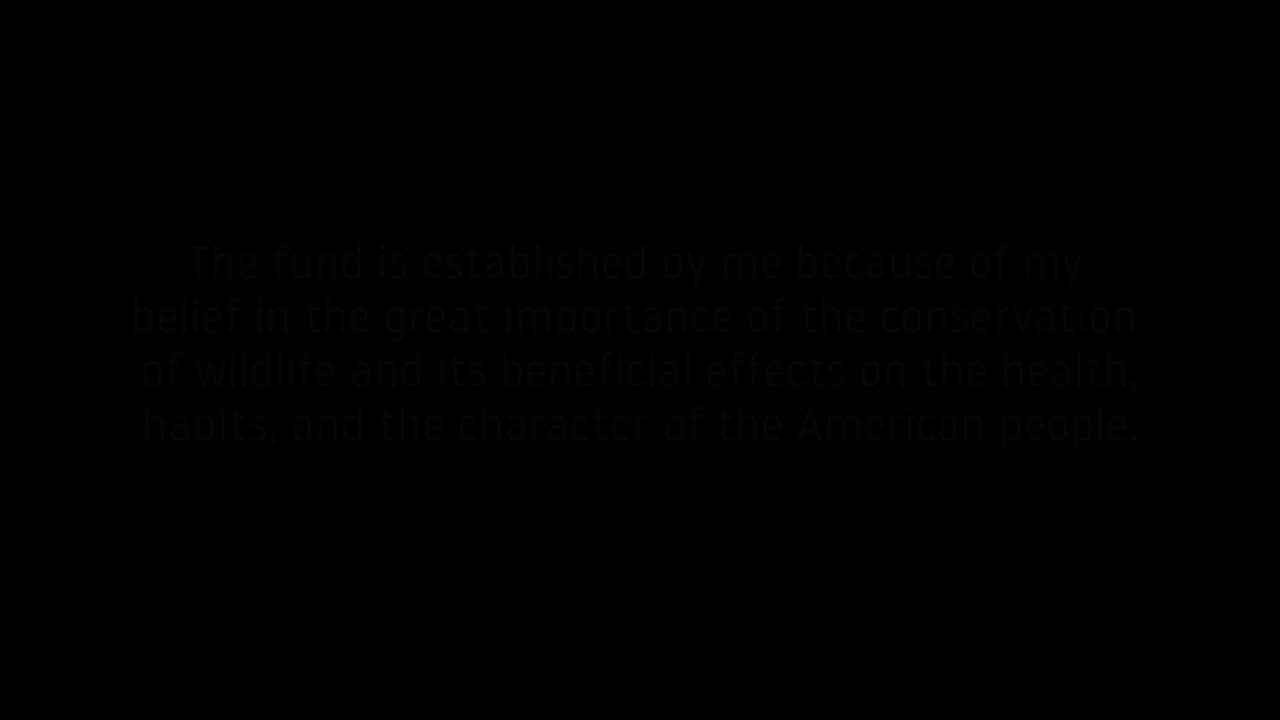 The fund is established by me because of my
belief in the great importance of the conservation
of wildlife and its beneficial effects on the health,
habits, and the character of the American people.